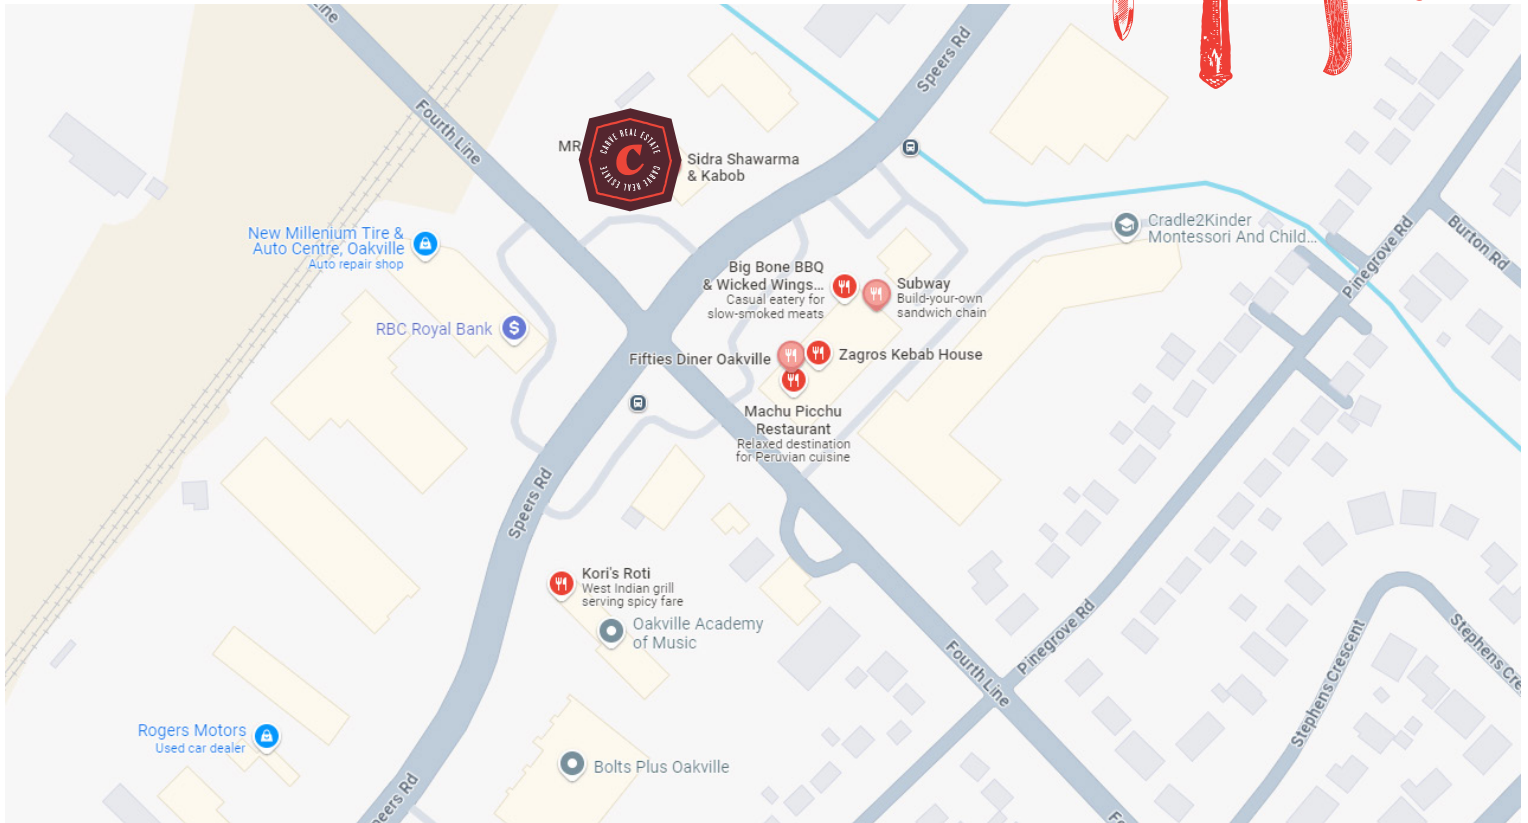 ine
Speers Rd
Fourth Line
MR
CARVE REAL ESTATE
CARVE REAL ESTATE
C
Sidra Shawarma
& Kabob
New Millenium Tire &
Auto Centre, Oakville
Auto repair shop
Cradle2Kinder
Montessori And Child...
Pinegrove Rd
Burton Rd
Big Bone BBQ
& Wicked Wings...
Casual eatery for
slow-smoked meats
Subway
Build-your-own
sandwich chain
RBC Royal Bank
$
Fifties Diner Oakville
Zagros Kebab House
Machu Picchu
Restaurant
Relaxed destination
for Peruvian cuisine
Speers Rd
Kori's Roti
West Indian grill
serving spicy fare
Oakville Academy
of Music
Pinegrove Rd
Fourth Line
Stephens Crescent
Stephens Cre
Rogers Motors
Used car dealer
Bolts Plus Oakville
eers Rd
Fo